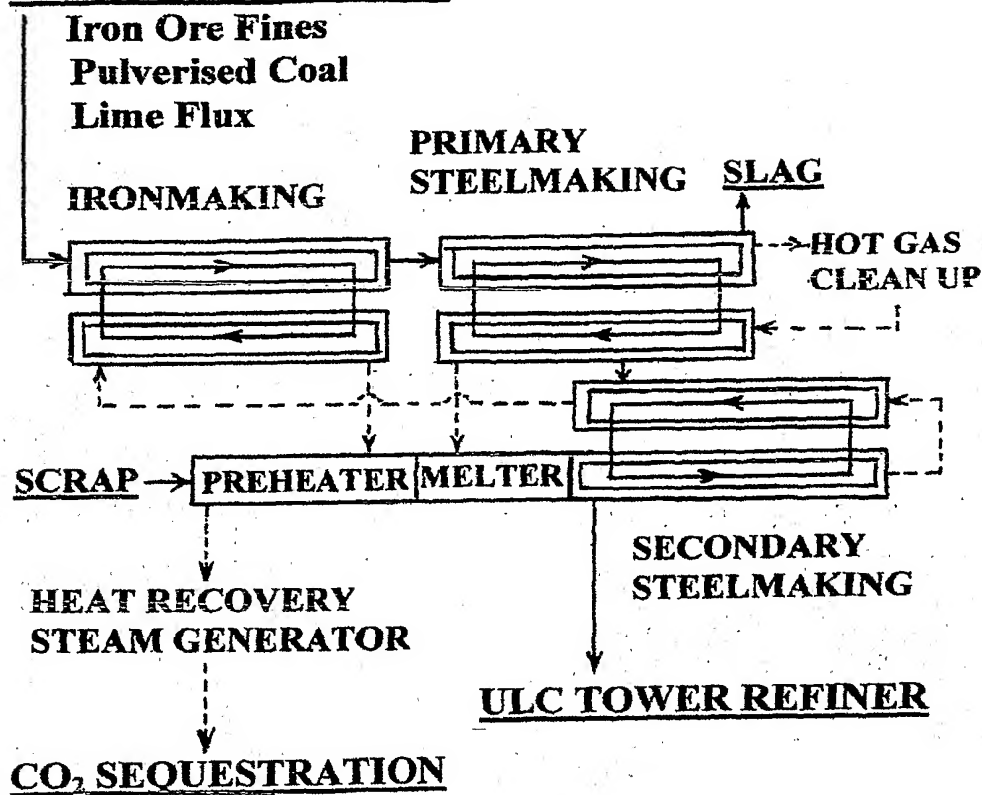 Iron Ore Fines
Pulverised Coal
Lime Flux
PRIMARY
STEELMAKING
SLAG
IRONMAKING
HOT GAS
CLEAN UP
SCRAP
PREHEATER
MELTER
SECONDARY
STEELMAKING
HEAT RECOVERY
STEAM GENERATOR
ULC TOWER REFINER
CO₂ SEQUESTRATION